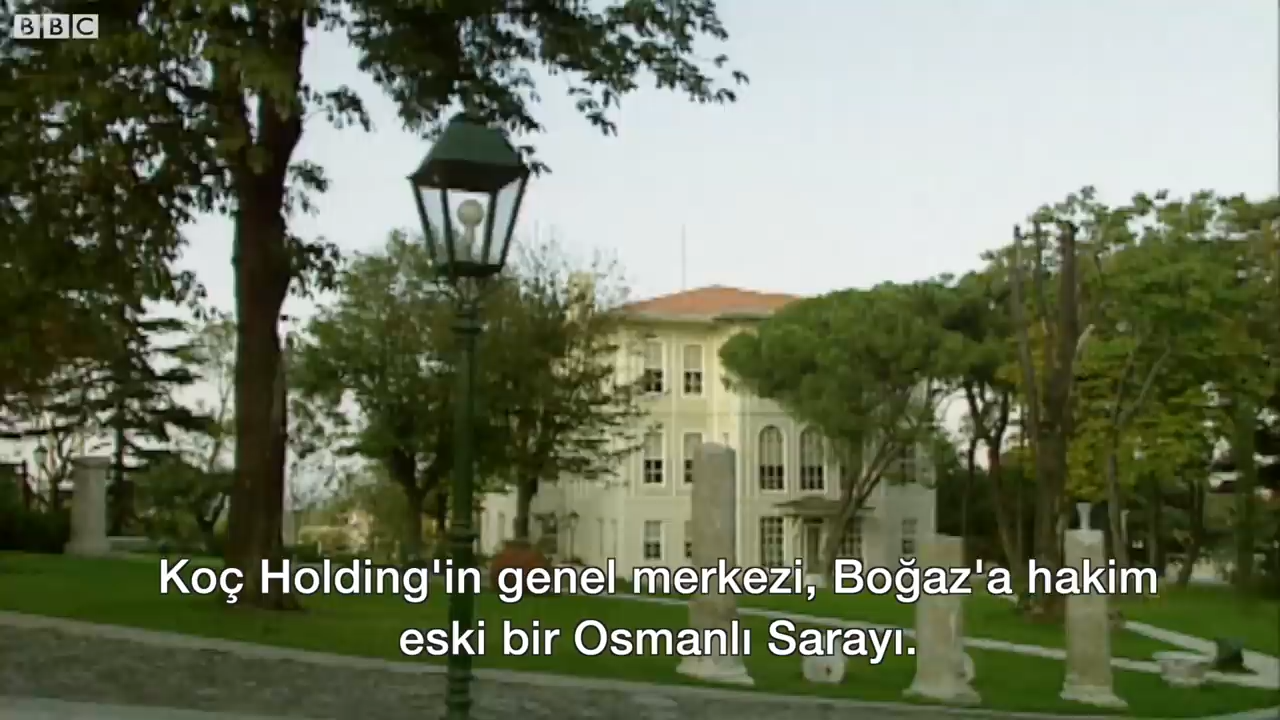 BBC
Koç Holding'in genel merkezi, Boğaz'a hakim
eski bir Osmanlı Sarayı.